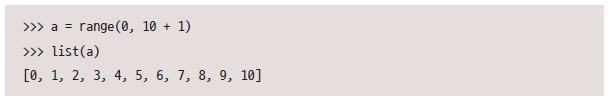 >>> a = range(0, 10 + 1)
>>> list(a)
[0, 1, 2, 3, 4, 5, 6, 7, 8, 9, 10]